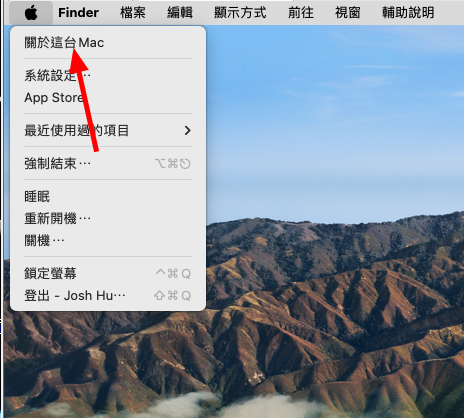 Finder 檔案 編輯 顯示方式 前往 視窗 輔助說明
關於這台 Mac
系統設定⋯
App Store
最近使用過的項目
強制結束⋯ ⌥⌘⎋
睡眠
重新開機⋯
關機⋯
鎖定螢幕 ^⌘Q
登出 - Josh Hu⋯ ⇧⌘Q